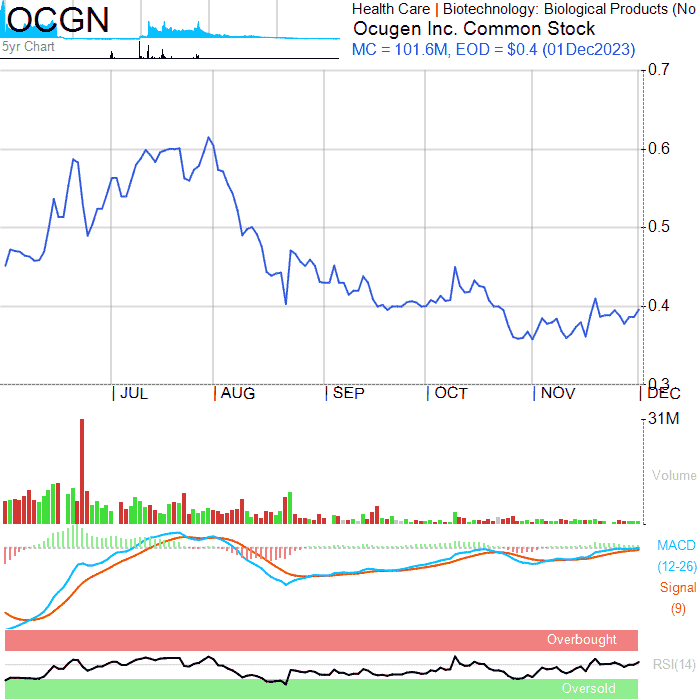 OCGN
5yr Chart
Health Care | Biotechnology: Biological Products (No
Ocugen Inc. Common Stock
MC = 101.6M, EOD = $0.4 (01Dec2023)
0.7
0.6
0.5
0.4
0.3
JUL AUG SEP OCT NOV DEC
31M
Volume
MACD
(12-26)
Signal
(9)
Overbought
RSI(14)
Oversold